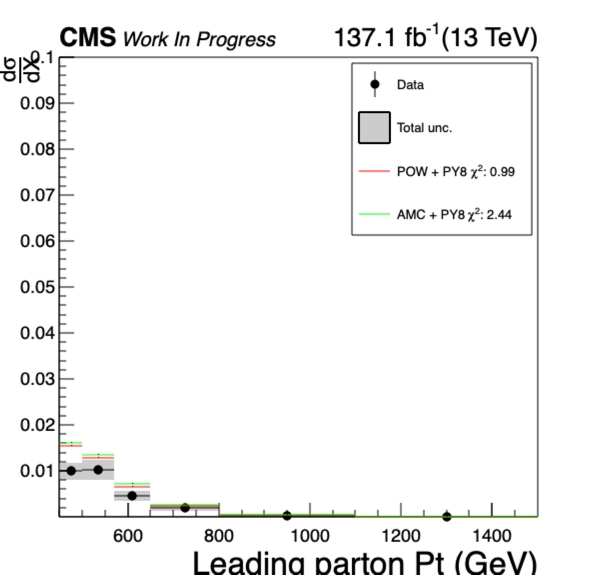 CMS Work In Progress 137.1 fb⁻¹(13 TeV)
dσ
dX
0.1
0.09
0.08
0.07
0.06
0.05
0.04
0.03
0.02
0.01
Data
Total unc.
POW + PY8 χ²: 0.99
AMC + PY8 χ²: 2.44
600 800 1000 1200 1400
Leading parton Pt (GeV)